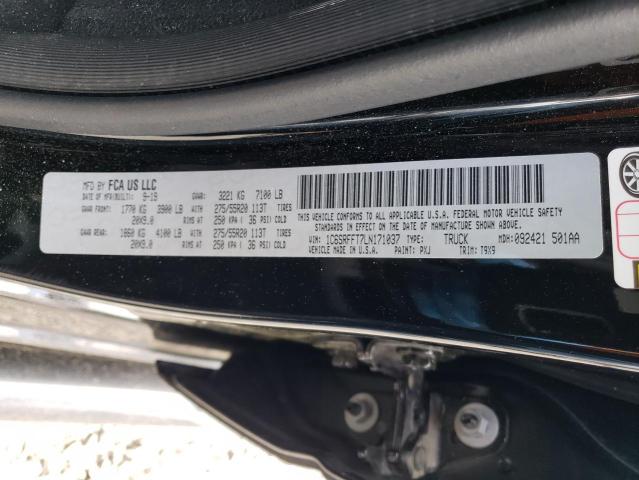 MFD BY FCA US LLC
DATE OF MFR(BUILT): 9-19 GVWR: 3221 KG 7100 LB
GAWR FRONT: 1770 KG 3900 LB WITH 275/55R20 113T TIRES
20X9.0 RIMS AT 250 KPA ( 36 PSI) COLD
GAWR REAR: 1860 KG 4100 LB WITH 275/55R20 113T TIRES
20X9.0 RIMS AT 250 KPA ( 36 PSI) COLD
THIS VEHICLE CONFORMS TO ALL APPLICABLE U.S.A. FEDERAL MOTOR VEHICLE SAFETY
STANDARDS IN EFFECT ON THE DATE OF MANUFACTURE SHOWN ABOVE.
VIN: 1C6SRFFT7LN171037 TYPE: TRUCK MDH: 092421 501AA
VEHICLE MADE IN U.S.A. PAINT: PXJ TRIM: T9X9